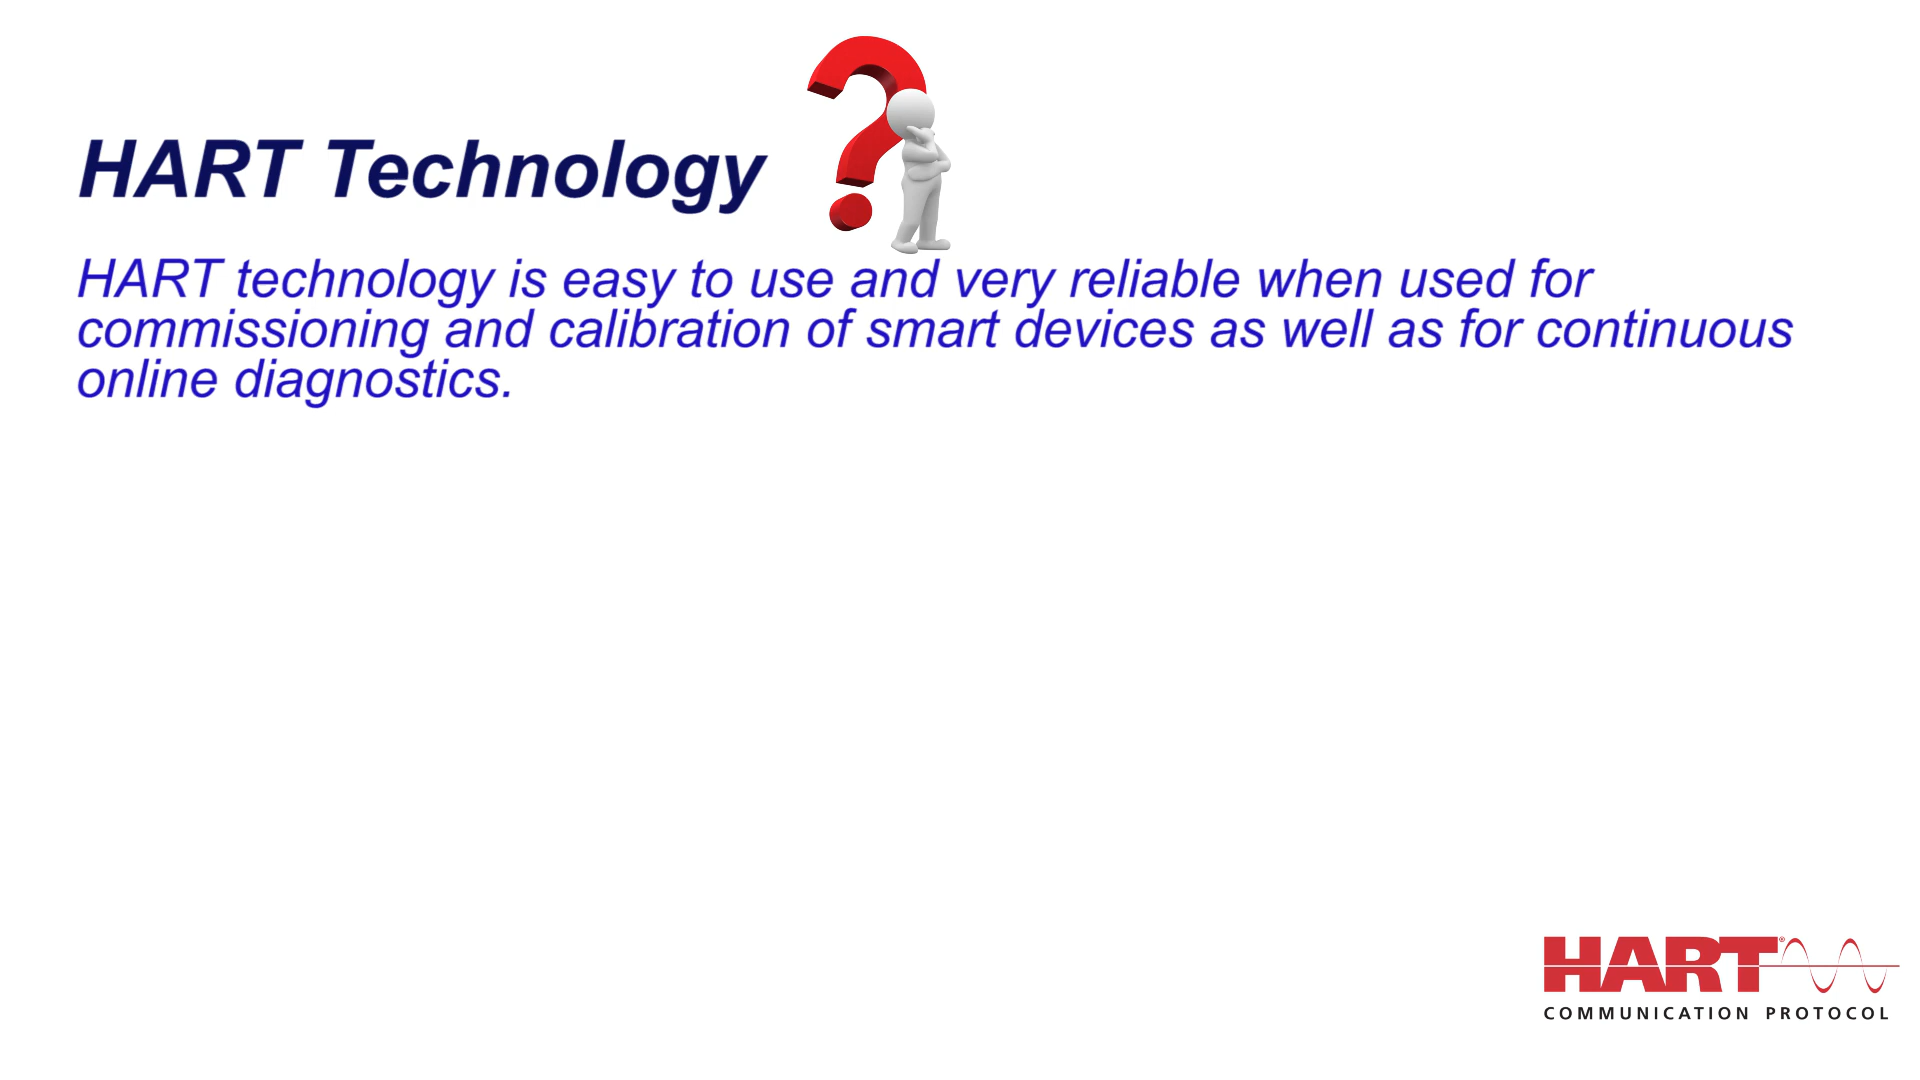 HART Technology
HART technology is easy to use and very reliable when used for
commissioning and calibration of smart devices as well as for continuous
online diagnostics.
HART®
COMMUNICATION PROTOCOL